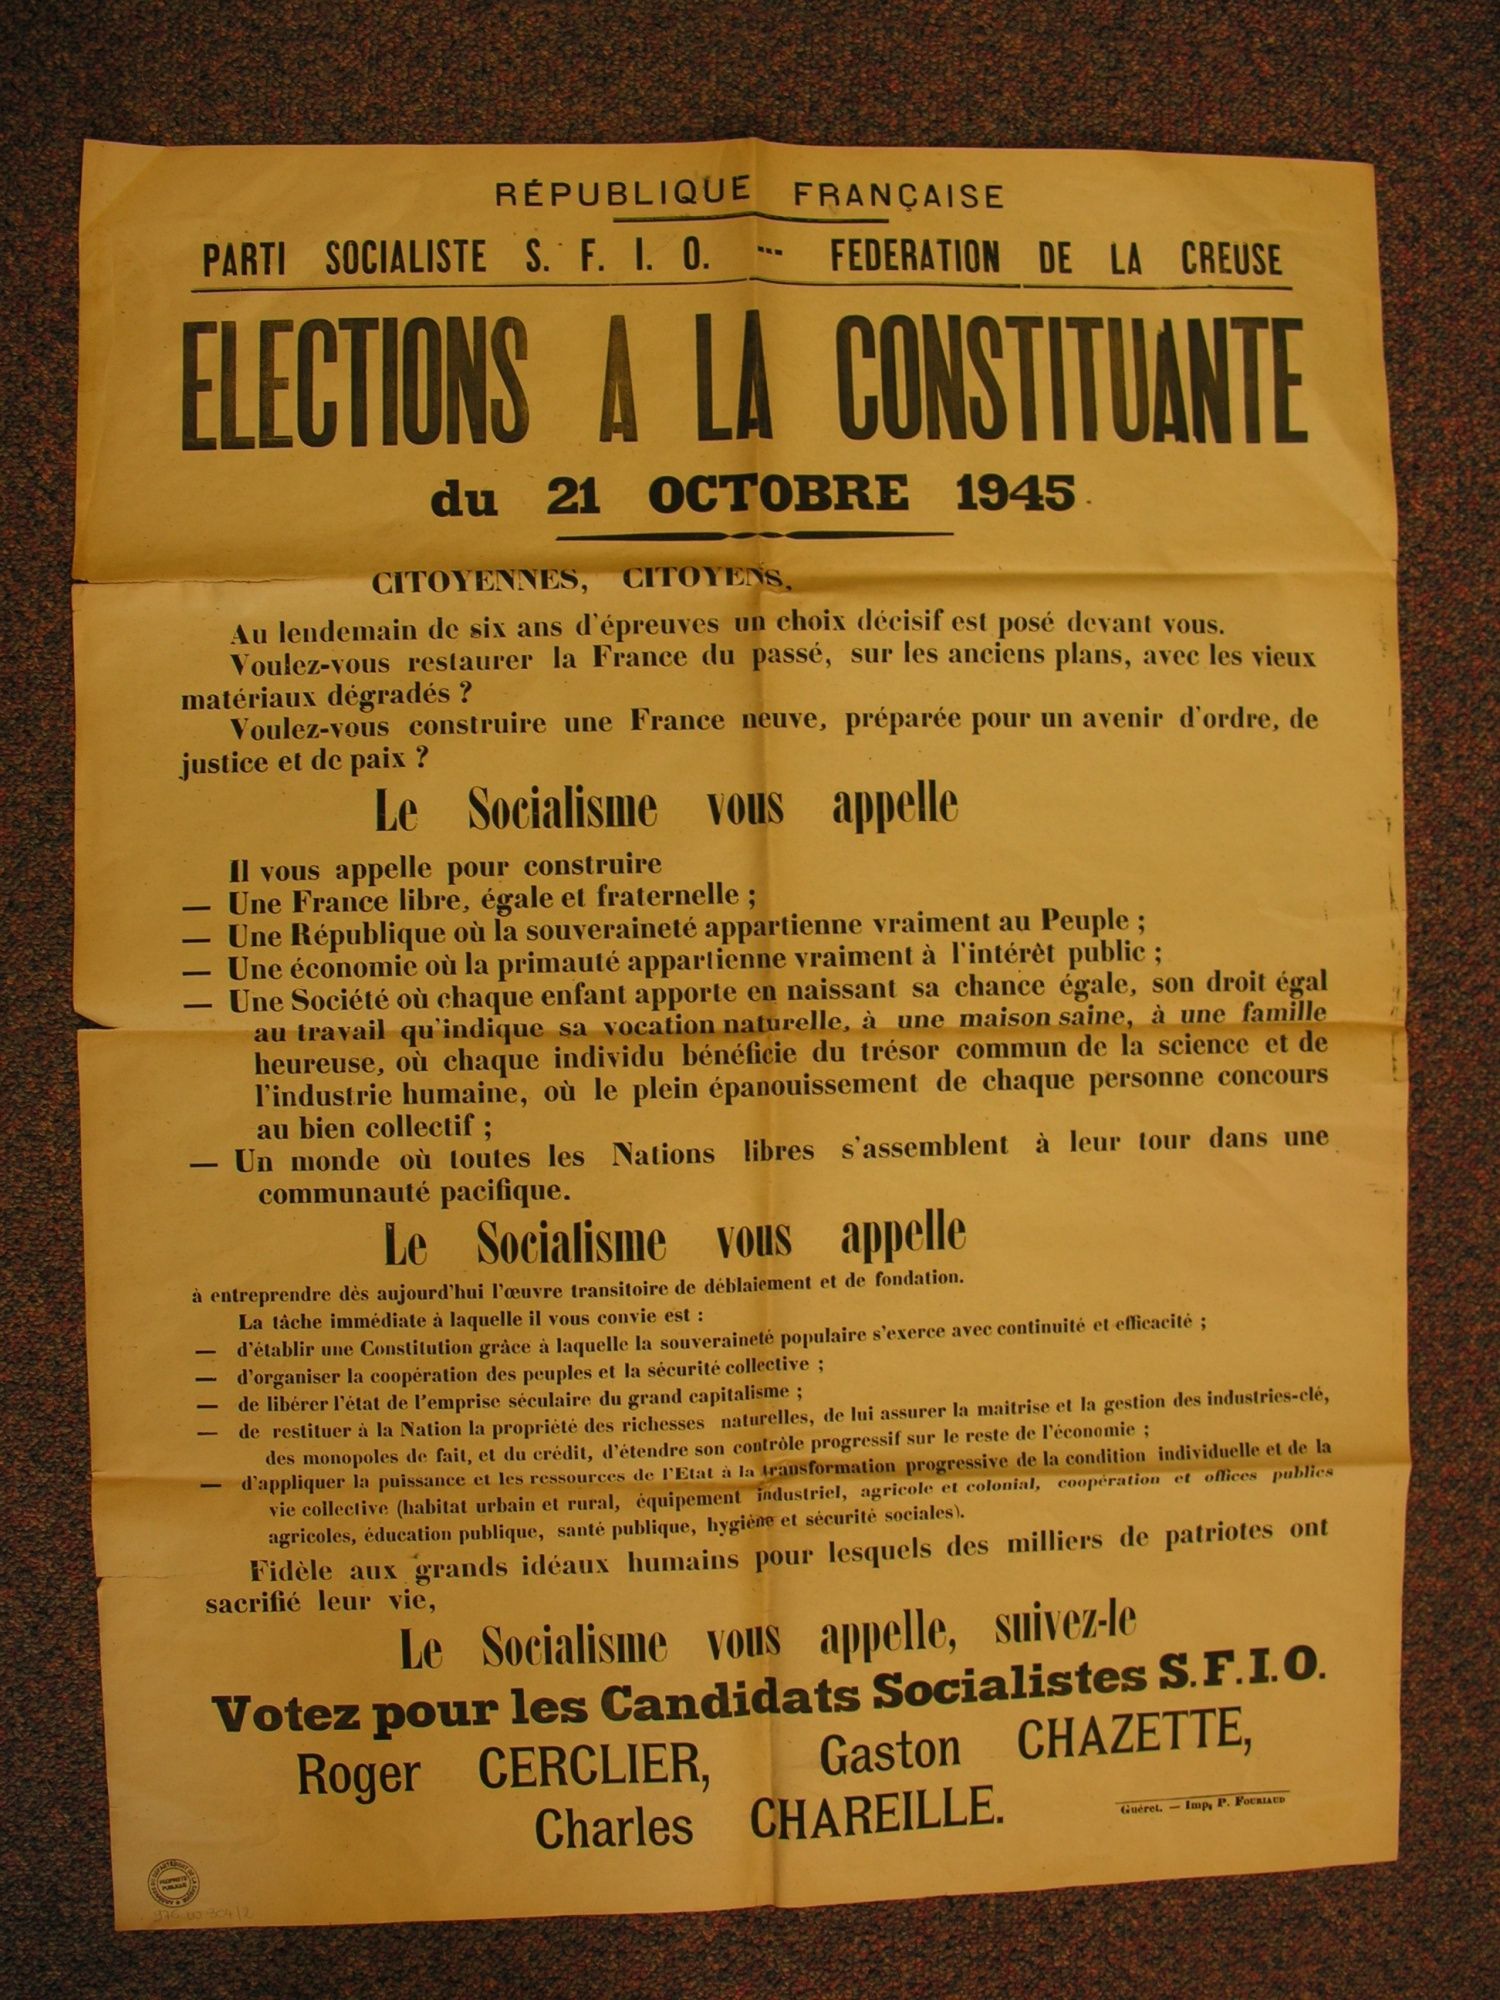 RÉPUBLIQUE FRANÇAISE
PARTI SOCIALISTE S. F. I. O. --- FEDERATION DE LA CREUSE
ELECTIONS A LA CONSTITUANTE
du 21 OCTOBRE 1945
CITOYENNES, CITOYENS,
Au lendemain de six ans d'épreuves un choix décisif est posé devant vous.
Voulez-vous restaurer la France du passé, sur les anciens plans, avec les vieux
matériaux dégradés ?
Voulez-vous construire une France neuve, préparée pour un avenir d'ordre, de
justice et de paix ?
Le Socialisme vous appelle
Il vous appelle pour construire
— Une France libre, égale et fraternelle ;
— Une République où la souveraineté appartienne vraiment au Peuple ;
— Une économie où la primauté appartienne vraiment à l'intérêt public ;
— Une Société où chaque enfant apporte en naissant sa chance égale, son droit égal
au travail qu'indique sa vocation naturelle, à une maison saine, à une famille
heureuse, où chaque individu bénéficie du trésor commun de la science et de
l'industrie humaine, où le plein épanouissement de chaque personne concours
au bien collectif ;
— Un monde où toutes les Nations libres s'assemblent à leur tour dans une
communauté pacifique.
Le Socialisme vous appelle
à entreprendre dès aujourd'hui l'œuvre transitoire de déblaiement et de fondation.
La tâche immédiate à laquelle il vous convie est :
— d'établir une Constitution grâce à laquelle la souveraineté populaire s'exerce avec continuité et efficacité ;
— d'organiser la coopération des peuples et la sécurité collective ;
— de libérer l'état de l'emprise séculaire du grand capitalisme ;
— de restituer à la Nation la propriété des richesses naturelles, de lui assurer la maitrise et la gestion des industries-clé,
des monopoles de fait, et du crédit, d'étendre son contrôle progressif sur le reste de l'économie ;
— d'appliquer la puissance et les ressources de l'Etat à la transformation progressive de la condition individuelle et de la
vie collective (habitat urbain et rural, équipement industriel, agricole et colonial, coopération et offices publics
agricoles, éducation publique, santé publique, hygiène et sécurité sociales).
Fidèle aux grands idéaux humains pour lesquels des milliers de patriotes ont
sacrifié leur vie,
Le Socialisme vous appelle, suivez-le
Votez pour les Candidats Socialistes S.F.I.O.
Roger CERCLIER, Gaston CHAZETTE,
Charles CHAREILLE.
Guéret. — Imp. P. FOURIAUD
PROPRIÉTÉ
PUBLIQUE